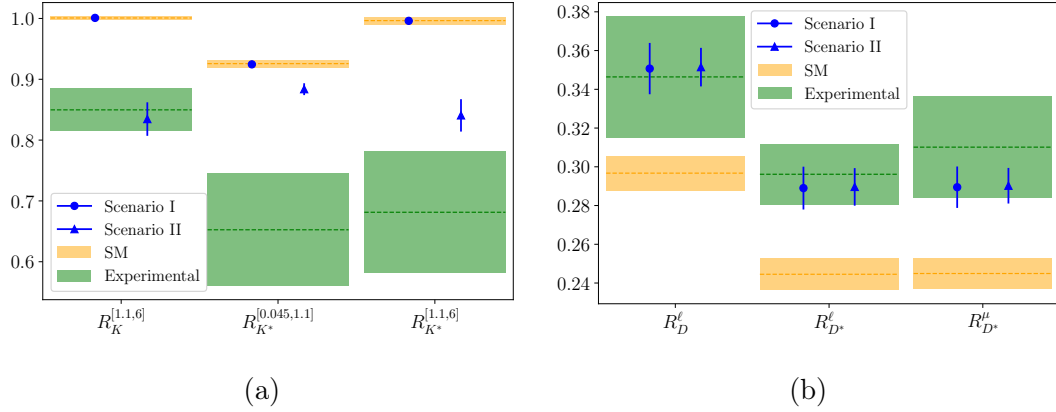 1.0
0.9
0.8
0.7
0.6
Scenario I
Scenario II
SM
Experimental
R_K^{[1.1,6]}
R_{K*}^{[0.045,1.1]}
R_{K*}^{[1.1,6]}
(a)
0.38
0.36
0.34
0.32
0.30
0.28
0.26
0.24
Scenario I
Scenario II
SM
Experimental
R_D^ℓ
R_{D*}^ℓ
R_{D*}^μ
(b)